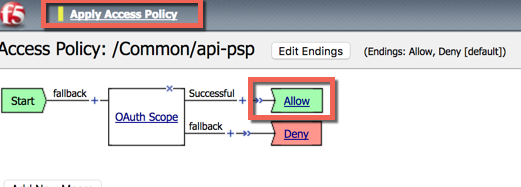 f5
Apply Access Policy
Access Policy: /Common/api-psp
Edit Endings
(Endings: Allow, Deny [default])
Start
fallback
OAuth Scope
Successful
Allow
fallback
Deny